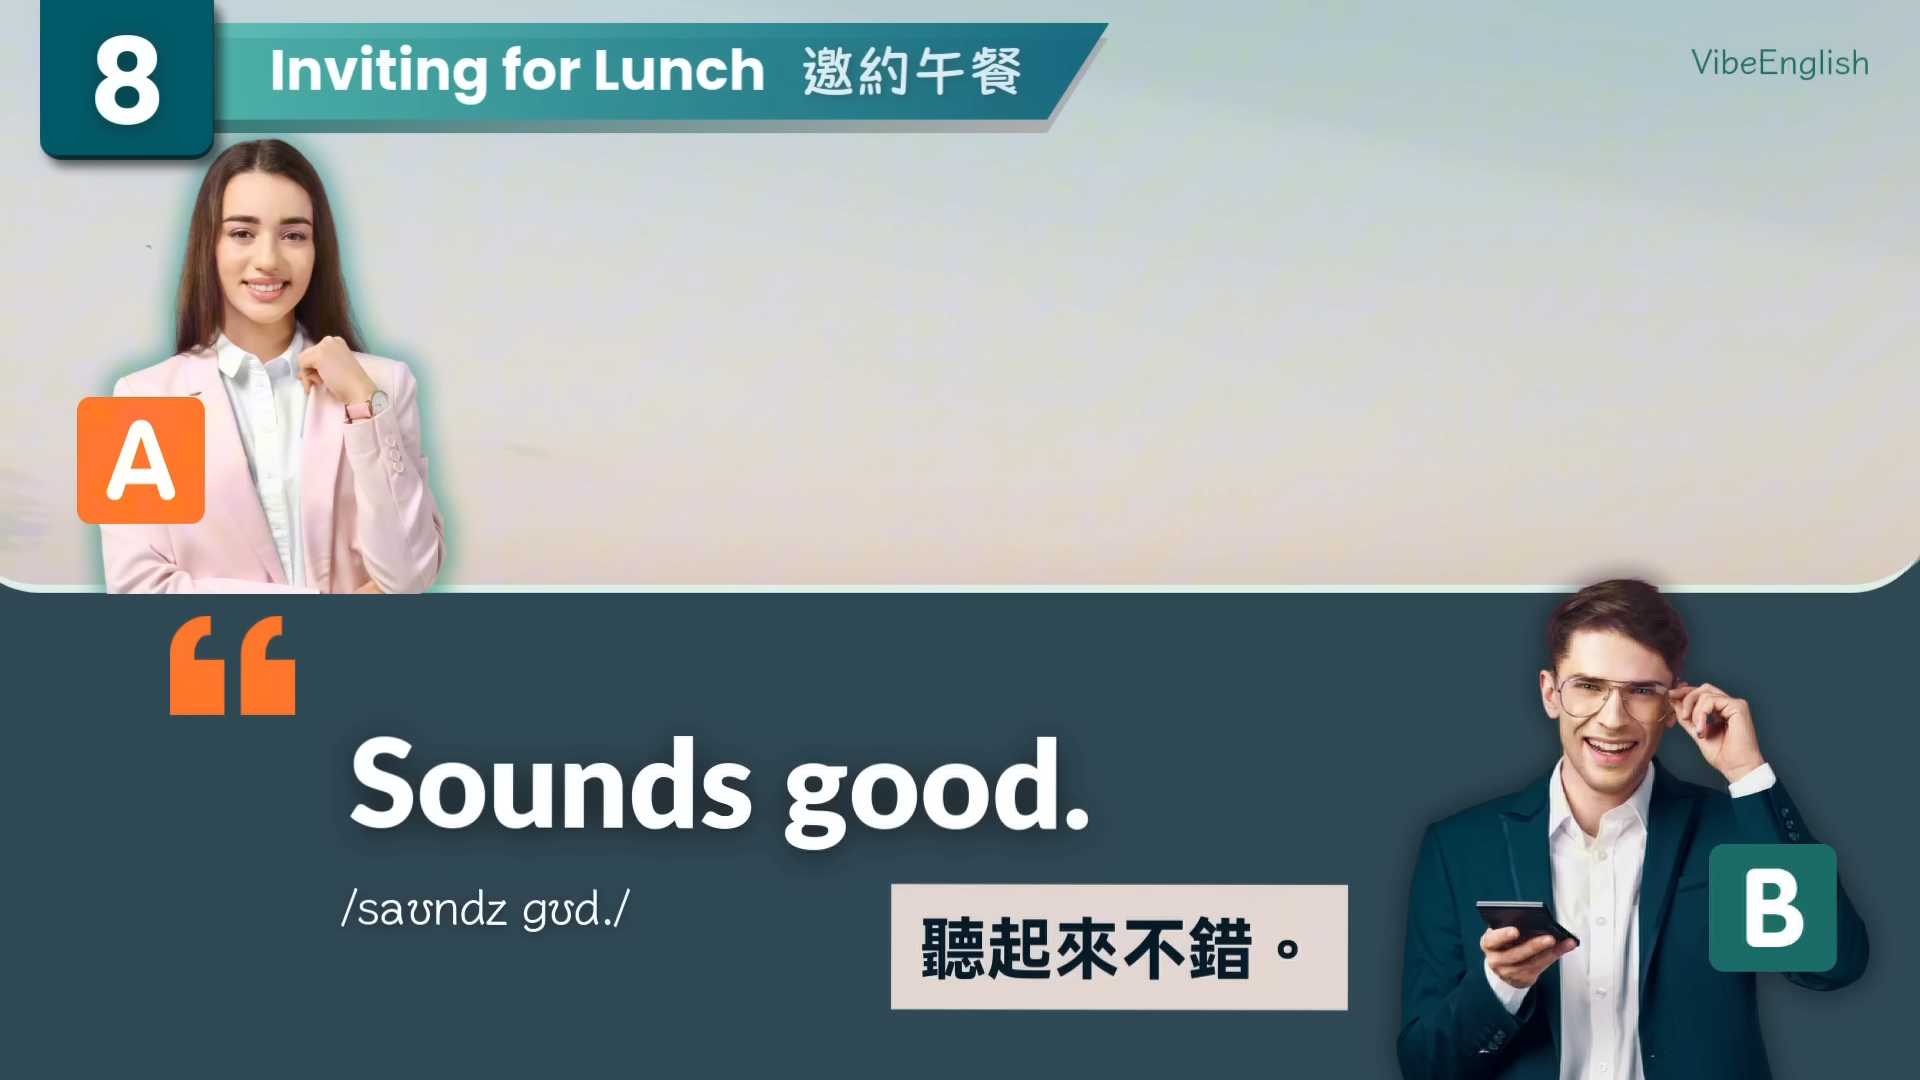 8
Inviting for Lunch 邀約午餐
VibeEnglish
A
Sounds good.
/saʊndz gʊd./
聽起來不錯。
B